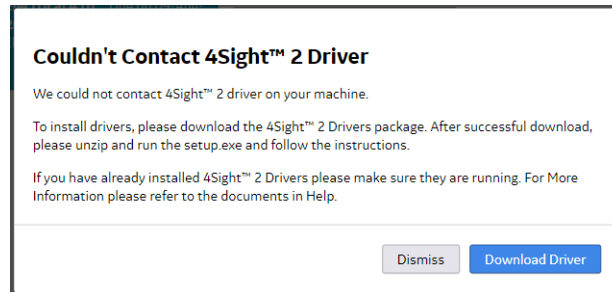 Couldn't Contact 4Sight™ 2 Driver
We could not contact 4Sight™ 2 driver on your machine.
To install drivers, please download the 4Sight™ 2 Drivers package. After successful download,
please unzip and run the setup.exe and follow the instructions.
If you have already installed 4Sight™ 2 Drivers please make sure they are running. For More
Information please refer to the documents in Help.
Dismiss
Download Driver